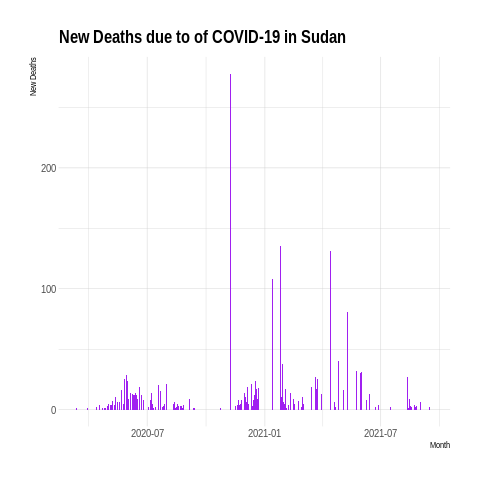 New Deaths due to of COVID-19 in Sudan
New Deaths
200
100
0
2020-07
2021-01
2021-07
Month